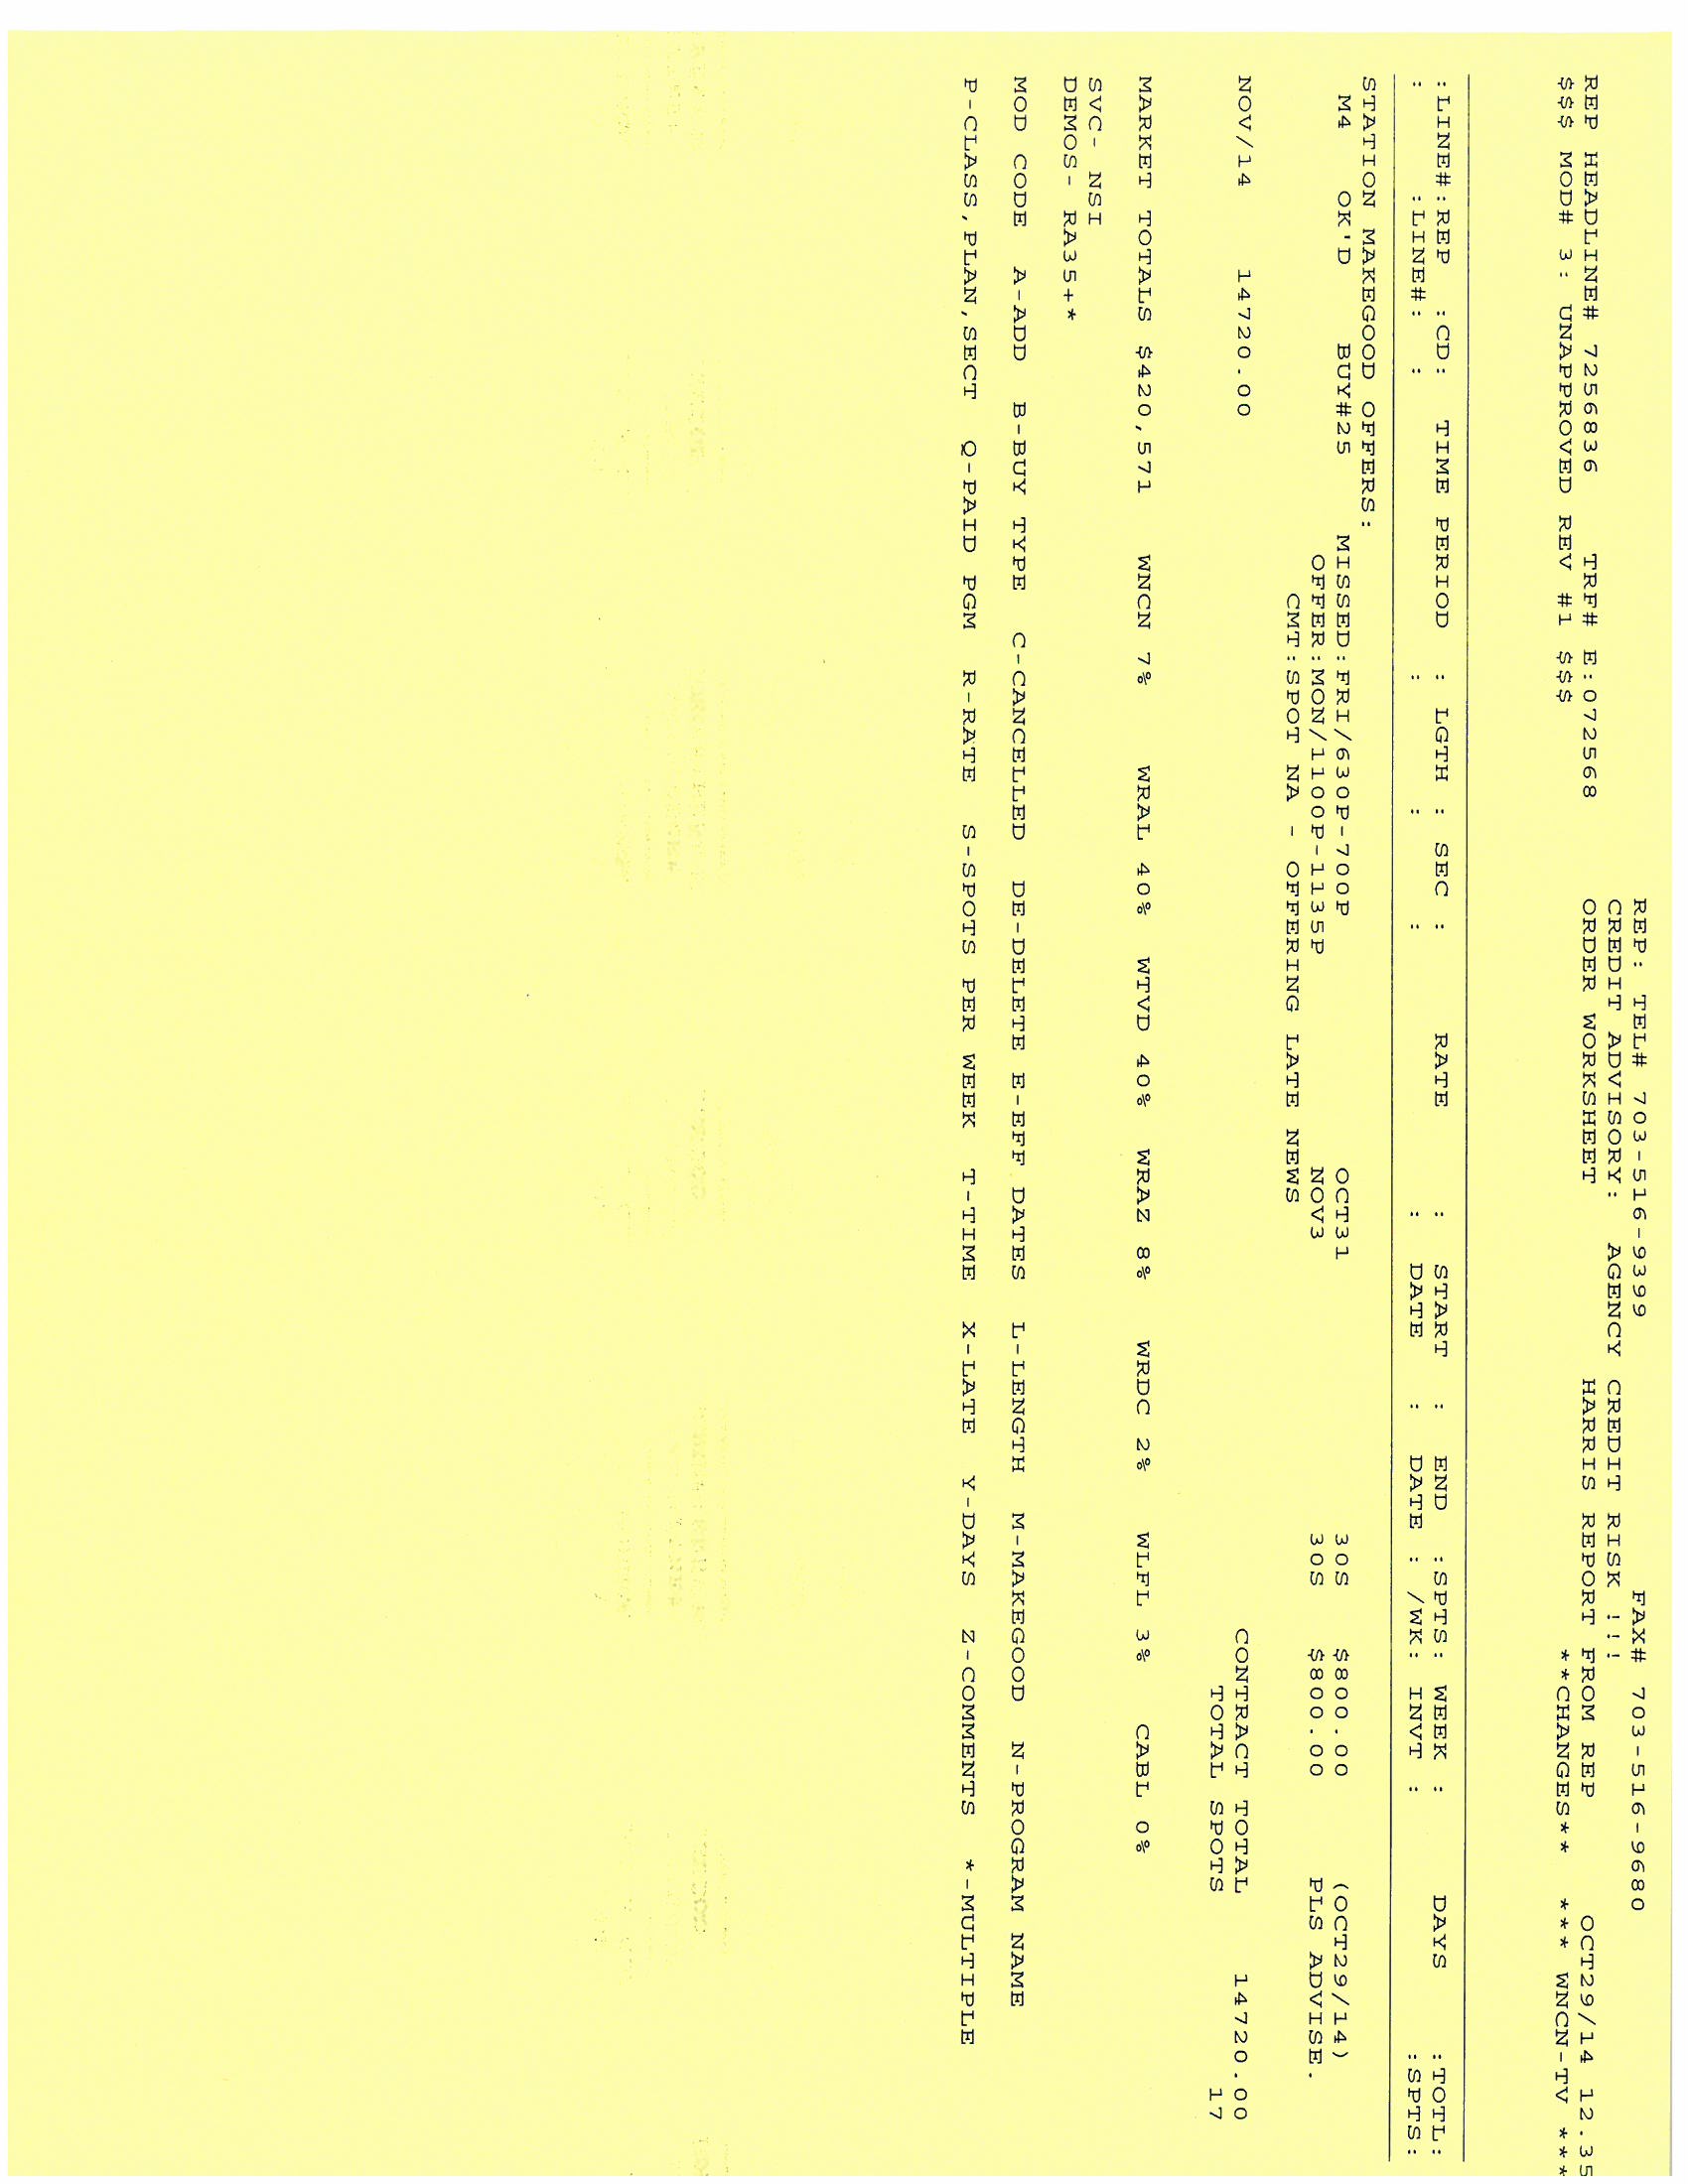 REP: TEL# 703-516-9399 FAX# 703-516-9680
CREDIT ADVISORY: AGENCY CREDIT RISK !!!
REP HEADLINE# 7256836 TRF# E:072568 ORDER WORKSHEET HARRIS REPORT FROM REP OCT29/14 12.35
$$$ MOD# 3: UNAPPROVED REV #1 $$$ **CHANGES** *** WNCN-TV ***
:LINE#:REP :CD: TIME PERIOD : LGTH : SEC : RATE : START : END :SPTS: WEEK : DAYS :TOTL:
: :LINE#: : : : : : DATE : DATE : /WK: INVT : :SPTS:
STATION MAKEGOOD OFFERS:
M4 OK'D BUY#25 MISSED:FRI/630P-700P OCT31 30S $800.00 (OCT29/14)
OFFER:MON/1100P-1135P NOV3 30S $800.00 PLS ADVISE.
CMT:SPOT NA - OFFERING LATE NEWS
NOV/14 14720.00 CONTRACT TOTAL 14720.00
TOTAL SPOTS 17
MARKET TOTALS $420,571 WNCN 7% WRAL 40% WTVD 40% WRAZ 8% WRDC 2% WLFL 3% CABL 0%
SVC- NSI
DEMOS- RA35+*
MOD CODE A-ADD B-BUY TYPE C-CANCELLED DE-DELETE E-EFF DATES L-LENGTH M-MAKEGOOD N-PROGRAM NAME
P-CLASS,PLAN,SECT Q-PAID PGM R-RATE S-SPOTS PER WEEK T-TIME X-LATE Y-DAYS Z-COMMENTS *-MULTIPLE